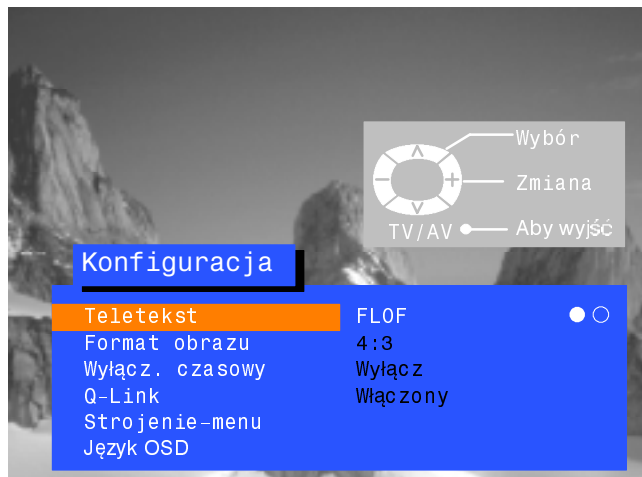 Wybór
Zmiana
TV/AV Aby wyjść
Konfiguracja
Teletekst FLOF
Format obrazu 4:3
Wyłącz. czasowy Wyłącz
Q-Link Włączony
Strojenie-menu
Język OSD